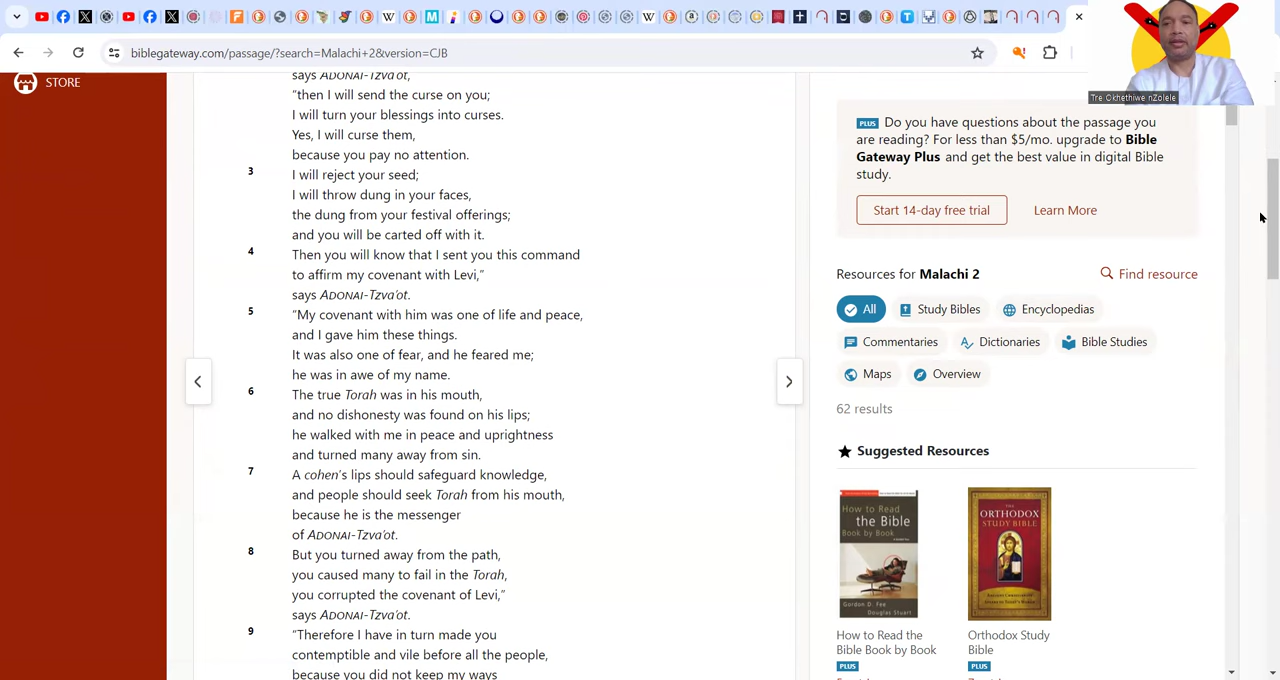 biblegateway.com/passage/?search=Malachi+2&version=CJB
Tre Okhethiwe nZolele
STORE
says ADONAI-Tzva'ot,
"then I will send the curse on you;
I will turn your blessings into curses.
Yes, I will curse them,
because you pay no attention.
3 I will reject your seed;
I will throw dung in your faces,
the dung from your festival offerings;
and you will be carted off with it.
4 Then you will know that I sent you this command
to affirm my covenant with Levi,"
says ADONAI-Tzva'ot.
5 "My covenant with him was one of life and peace,
and I gave him these things.
It was also one of fear, and he feared me;
he was in awe of my name.
6 The true Torah was in his mouth,
and no dishonesty was found on his lips;
he walked with me in peace and uprightness
and turned many away from sin.
7 A cohen's lips should safeguard knowledge,
and people should seek Torah from his mouth,
because he is the messenger
of ADONAI-Tzva'ot.
8 But you turned away from the path,
you caused many to fail in the Torah,
you corrupted the covenant of Levi,"
says ADONAI-Tzva'ot.
9 "Therefore I have in turn made you
contemptible and vile before all the people,
because you did not keep my ways
PLUS Do you have questions about the passage you
are reading? For less than $5/mo. upgrade to Bible
Gateway Plus and get the best value in digital Bible
study.
Start 14-day free trial
Learn More
Resources for Malachi 2
Find resource
All
Study Bibles
Encyclopedias
Commentaries
Dictionaries
Bible Studies
Maps
Overview
62 results
Suggested Resources
How to Read
the Bible
Book by Book
Gordon D. Fee
Douglas Stuart
THE
ORTHODOX
STUDY BIBLE
How to Read the
Bible Book by Book
PLUS
Orthodox Study
Bible
PLUS